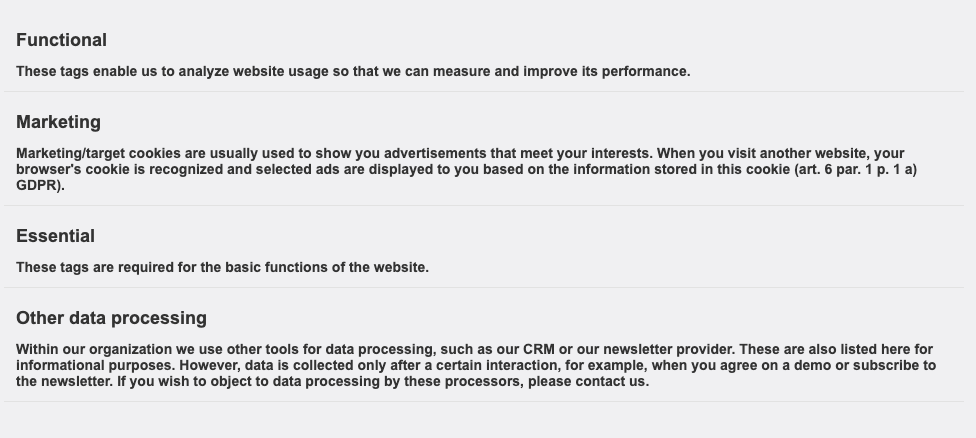 Functional
These tags enable us to analyze website usage so that we can measure and improve its performance.
Marketing
Marketing/target cookies are usually used to show you advertisements that meet your interests. When you visit another website, your
browser's cookie is recognized and selected ads are displayed to you based on the information stored in this cookie (art. 6 par. 1 p. 1 a)
GDPR).
Essential
These tags are required for the basic functions of the website.
Other data processing
Within our organization we use other tools for data processing, such as our CRM or our newsletter provider. These are also listed here for
informational purposes. However, data is collected only after a certain interaction, for example, when you agree on a demo or subscribe to
the newsletter. If you wish to object to data processing by these processors, please contact us.